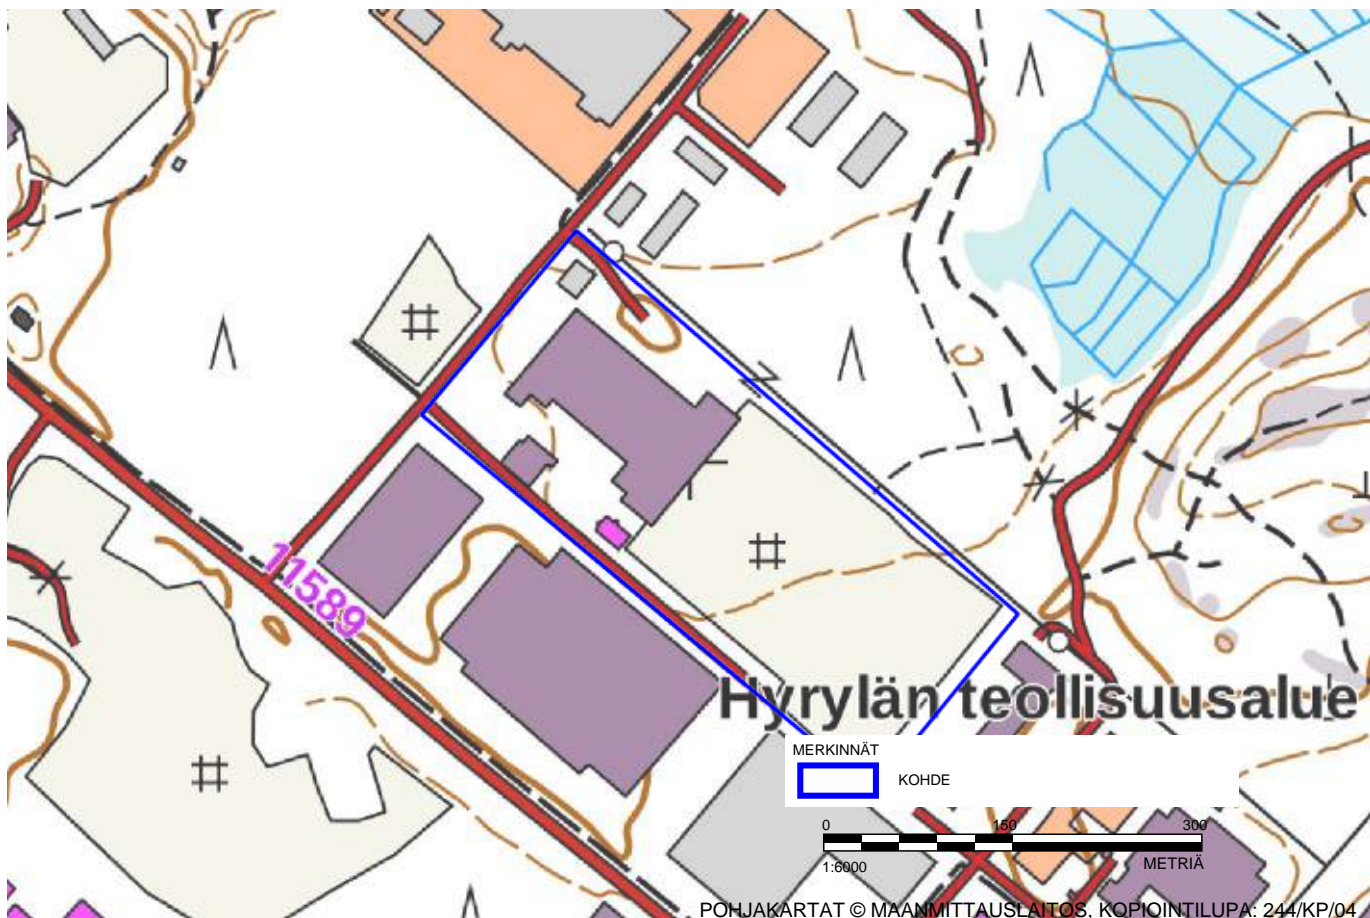 11589
Hyrylän teollisuusalue
MERKINNÄT
KOHDE
0 150 300
1:6000 METRIÄ
POHJAKARTAT © MAANMITTAUSLAITOS, KOPIOINTILUPA: 244/KP/04